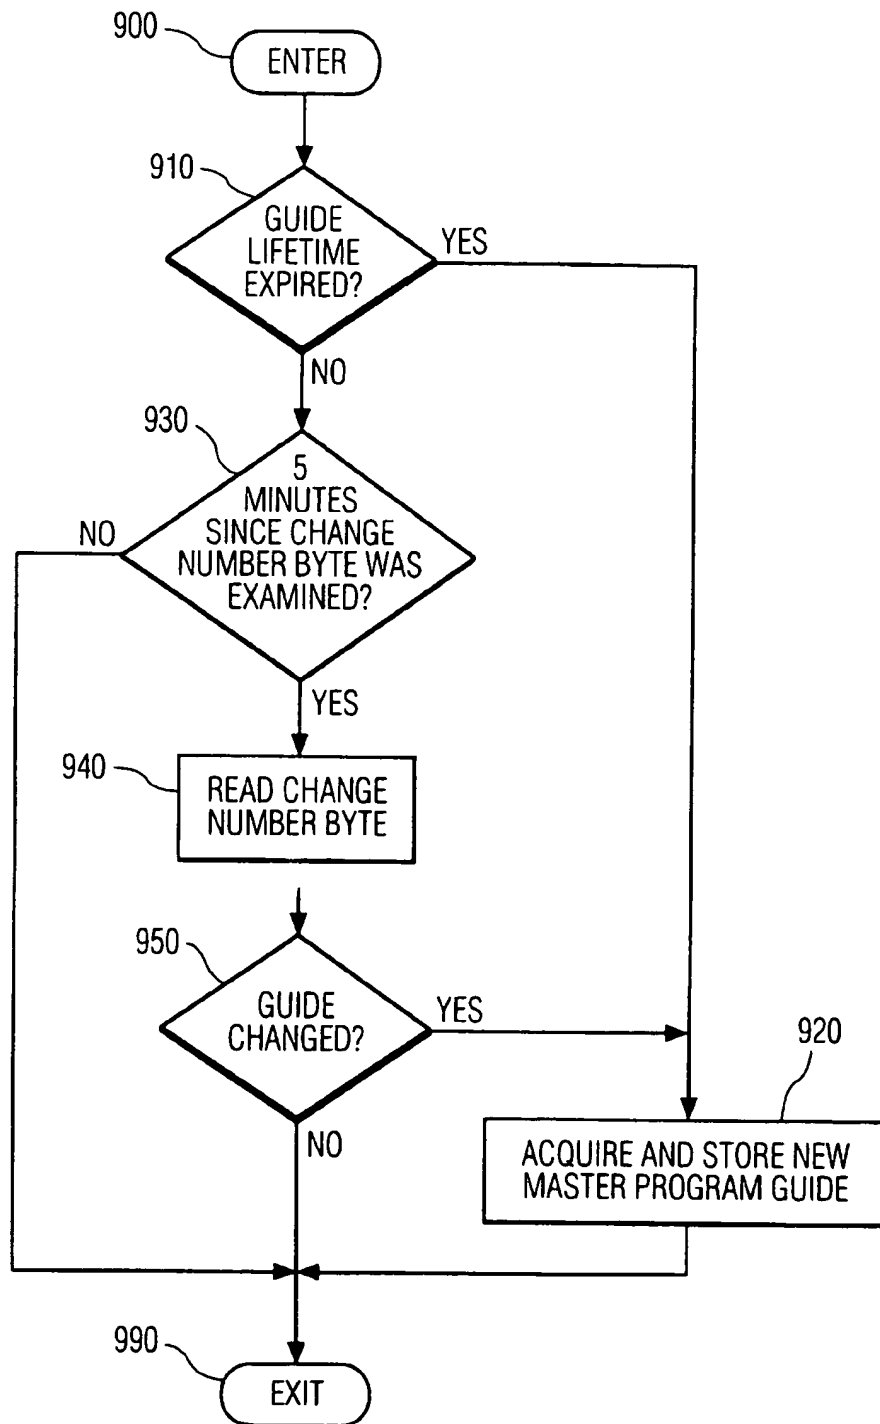 900
ENTER
910
GUIDE
LIFETIME
EXPIRED?
YES
NO
930
5
MINUTES
SINCE CHANGE
NUMBER BYTE WAS
EXAMINED?
NO
YES
940
READ CHANGE
NUMBER BYTE
950
GUIDE
CHANGED?
YES
NO
920
ACQUIRE AND STORE NEW
MASTER PROGRAM GUIDE
990
EXIT